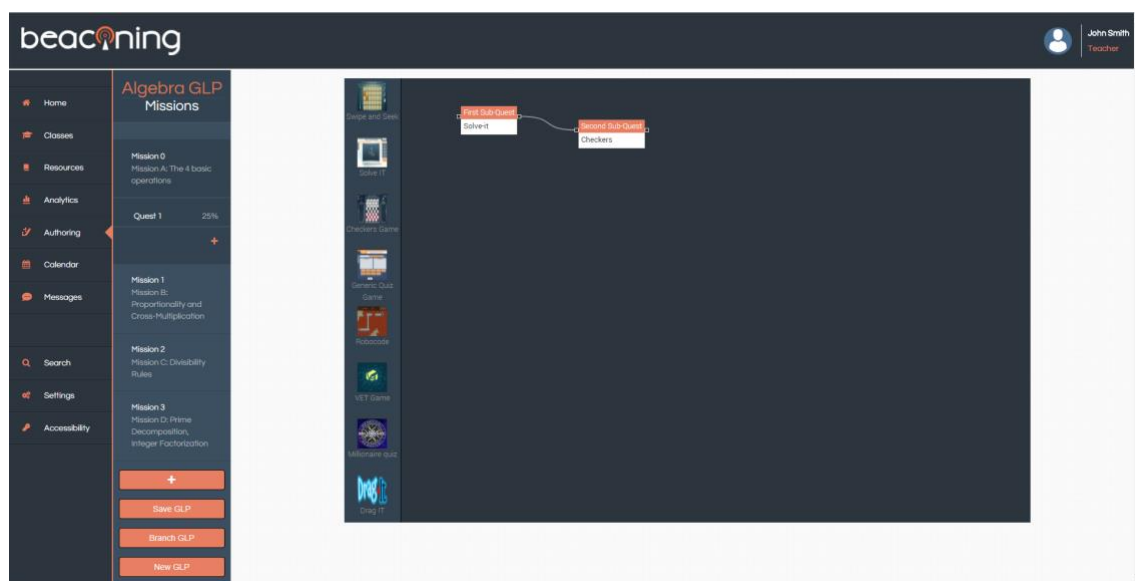 beaconing
John Smith
Teacher
Home
Classes
Resources
Analytics
Authoring
Calendar
Messages
Search
Settings
Accessibility
Algebra GLP
Missions
Mission 0
Mission A: The 4 basic
operations
Quest 1 25%
+
Mission 1
Mission B:
Proportionality and
Cross-Multiplication
Mission 2
Mission C: Divisibility
Rules
Mission 3
Mission D: Prime
Decomposition,
Integer Factorization
+
Save GLP
Branch GLP
New GLP
Swipe and Seek
Solve IT
Checkers Game
Generic Quiz
Game
Robocode
VET Game
Millionaire quiz
Drag it
Drag IT
First Sub-Quest
Solve-it
Second Sub-Quest
Checkers